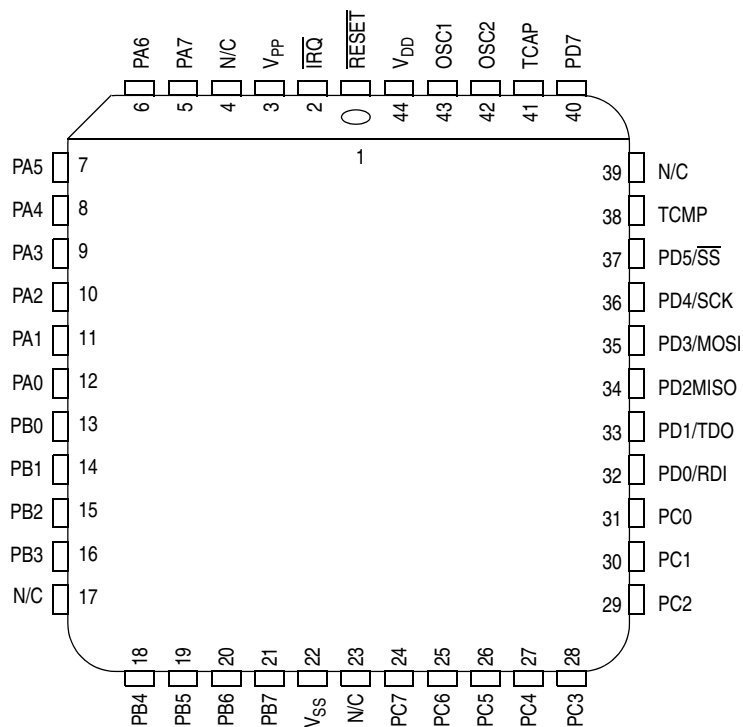 PA6 PA7 N/C VPP IRQ RESET VDD OSC1 OSC2 TCAP PD7
6 5 4 3 2 44 43 42 41 40
1
PA5 7
PA4 8
PA3 9
PA2 10
PA1 11
PA0 12
PB0 13
PB1 14
PB2 15
PB3 16
N/C 17
39 N/C
38 TCMP
37 PD5/SS
36 PD4/SCK
35 PD3/MOSI
34 PD2MISO
33 PD1/TDO
32 PD0/RDI
31 PC0
30 PC1
29 PC2
18 19 20 21 22 23 24 25 26 27 28
PB4 PB5 PB6 PB7 VSS N/C PC7 PC6 PC5 PC4 PC3